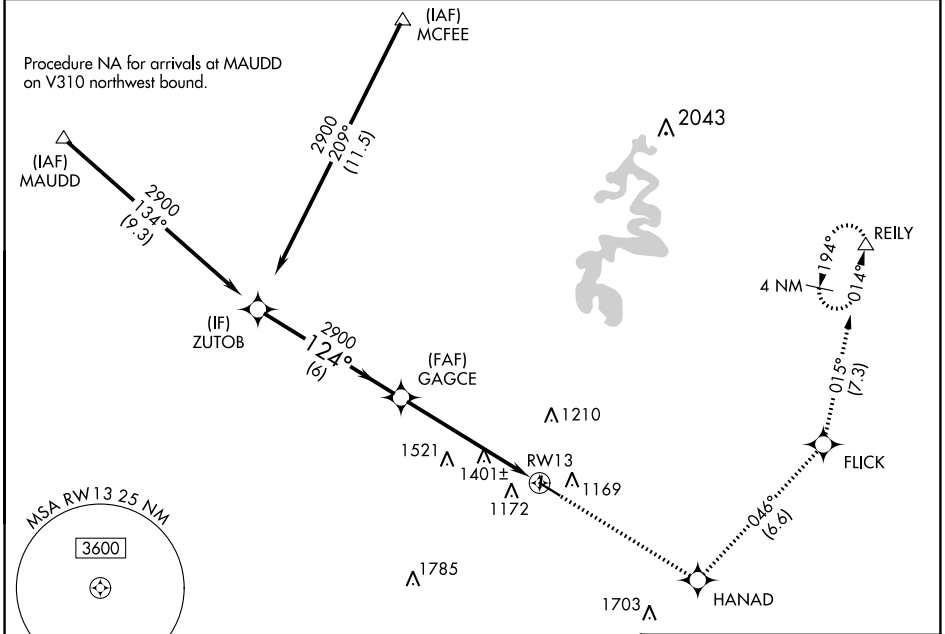 (IAF)
MCFEE
Procedure NA for arrivals at MAUDD
on V310 northwest bound.
2900
209°
(11.5)
2043
(IAF)
MAUDD
2900
134°
(9.3)
REILY
194°
014°
4 NM
(IF)
ZUTOB
2900
124°
(6)
(FAF)
GAGCE
015°
(7.3)
1210
1521
1401±
RW13
1169
1172
FLICK
046°
(6.6)
MSA RW13 25 NM
3600
1785
HANAD
1703